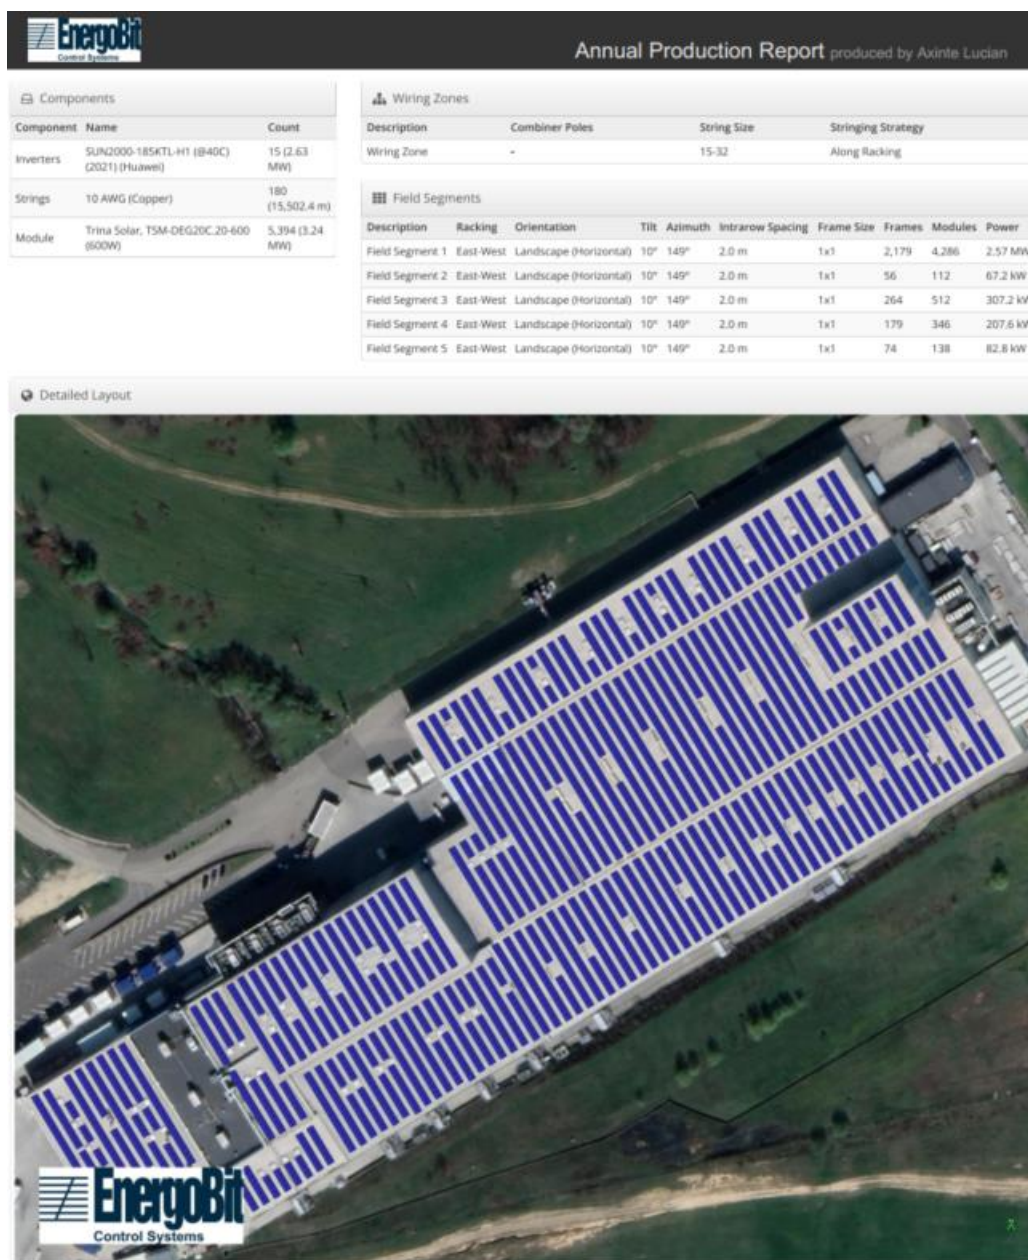 EnergoBit
Control Systems
Annual Production Report produced by Axinte Lucian
Components
Component Name Count
Inverters SUN2000-185KTL-H1 (@40C) (2021) (Huawei) 15 (2.63 MW)
Strings 10 AWG (Copper) 180 (15,502.4 m)
Module Trina Solar, TSM-DEG20C.20-600 (600W) 5,394 (3.24 MW)
Wiring Zones
Description Combiner Poles String Size Stringing Strategy
Wiring Zone - 15-32 Along Racking
Field Segments
Description Racking Orientation Tilt Azimuth Intrarow Spacing Frame Size Frames Modules Power
Field Segment 1 East-West Landscape (Horizontal) 10° 149° 2.0 m 1x1 2,179 4,286 2.57 MW
Field Segment 2 East-West Landscape (Horizontal) 10° 149° 2.0 m 1x1 56 112 67.2 kW
Field Segment 3 East-West Landscape (Horizontal) 10° 149° 2.0 m 1x1 264 512 307.2 kW
Field Segment 4 East-West Landscape (Horizontal) 10° 149° 2.0 m 1x1 179 346 207.6 kW
Field Segment 5 East-West Landscape (Horizontal) 10° 149° 2.0 m 1x1 74 138 82.8 kW
Detailed Layout
EnergoBit
Control Systems